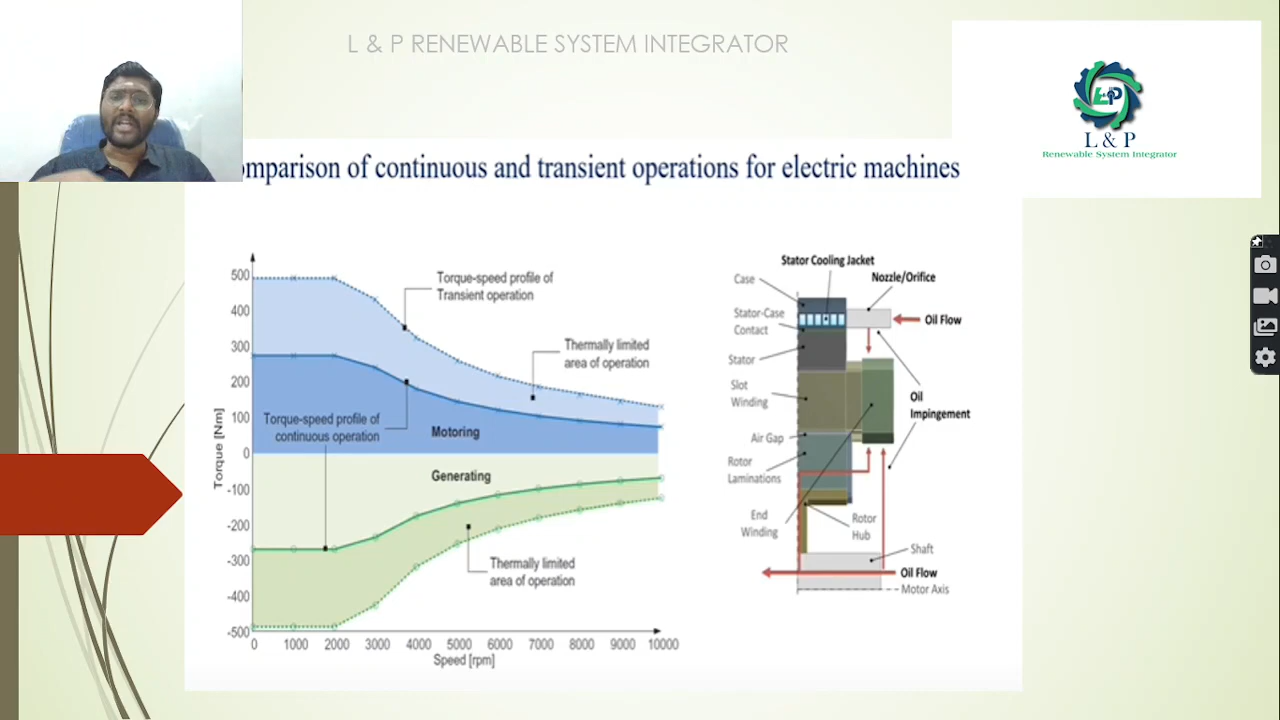 L & P RENEWABLE SYSTEM INTEGRATOR
L&P
L & P
Renewable System Integrator
omparison of continuous and transient operations for electric machines
500
400
300
200
100
0
-100
-200
-300
-400
-500
Torque [Nm]
0 1000 2000 3000 4000 5000 6000 7000 8000 9000 10000
Speed [rpm]
Torque-speed profile of
Transient operation
Thermally limited
area of operation
Torque-speed profile of
continuous operation
Motoring
Generating
Thermally limited
area of operation
Stator Cooling Jacket
Case
Nozzle/Orifice
Stator-Case
Contact
Oil Flow
Stator
Slot
Winding
Oil
Impingement
Air Gap
Rotor
Laminations
End
Winding
Rotor
Hub
Shaft
Oil Flow
Motor Axis